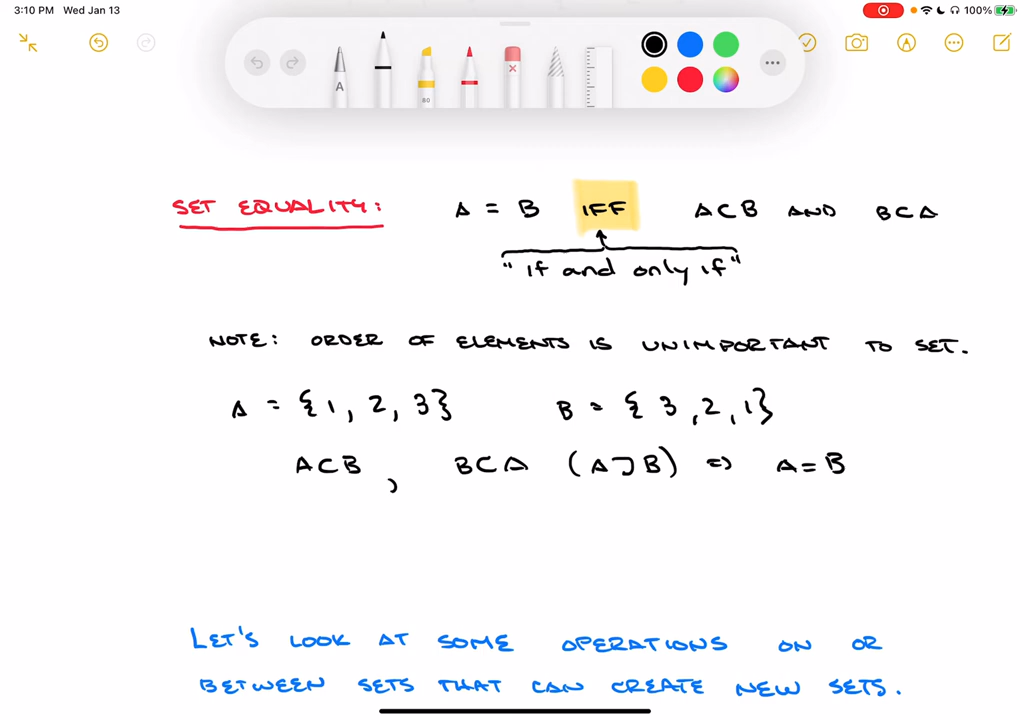 3:10 PM Wed Jan 13 100%
A
80
SET EQUALITY: A = B IFF A⊂B AND B⊂A
"if and only if"
NOTE: ORDER OF ELEMENTS IS UNIMPORTANT TO SET.
A = {1, 2, 3} B = {3, 2, 1}
A⊂B, B⊂A (A⊃B) ⇒ A=B
LET'S LOOK AT SOME OPERATIONS ON OR
BETWEEN SETS THAT CAN CREATE NEW SETS.